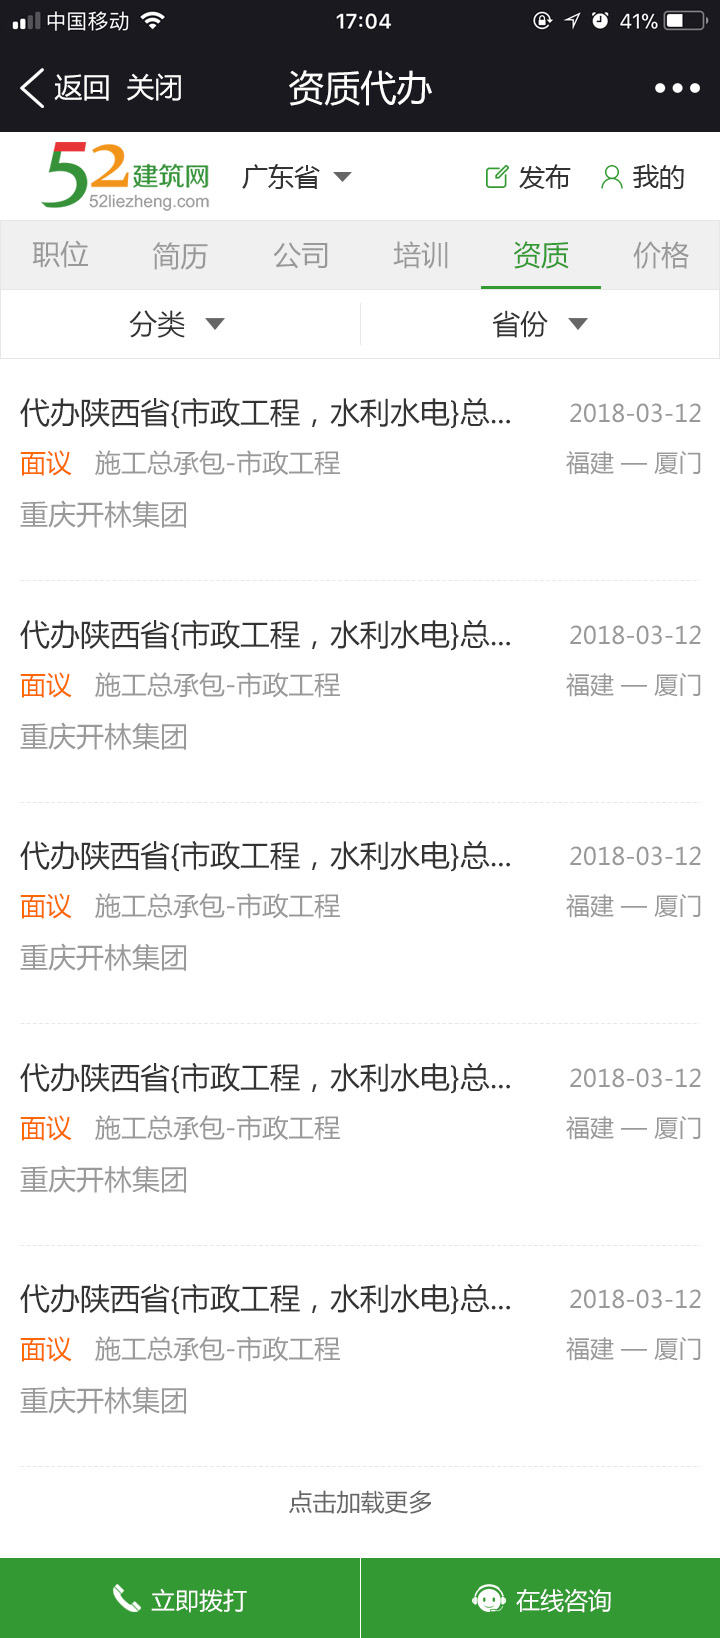 中国移动 17:04 41%
返回 关闭 资质代办
52建筑网 广东省 发布 我的
52liezheng.com
职位 简历 公司 培训 资质 价格
分类 省份
代办陕西省{市政工程，水利水电}总... 2018-03-12
面议 施工总承包-市政工程 福建 — 厦门
重庆开林集团
代办陕西省{市政工程，水利水电}总... 2018-03-12
面议 施工总承包-市政工程 福建 — 厦门
重庆开林集团
代办陕西省{市政工程，水利水电}总... 2018-03-12
面议 施工总承包-市政工程 福建 — 厦门
重庆开林集团
代办陕西省{市政工程，水利水电}总... 2018-03-12
面议 施工总承包-市政工程 福建 — 厦门
重庆开林集团
代办陕西省{市政工程，水利水电}总... 2018-03-12
面议 施工总承包-市政工程 福建 — 厦门
重庆开林集团
点击加载更多
立即拨打 在线咨询